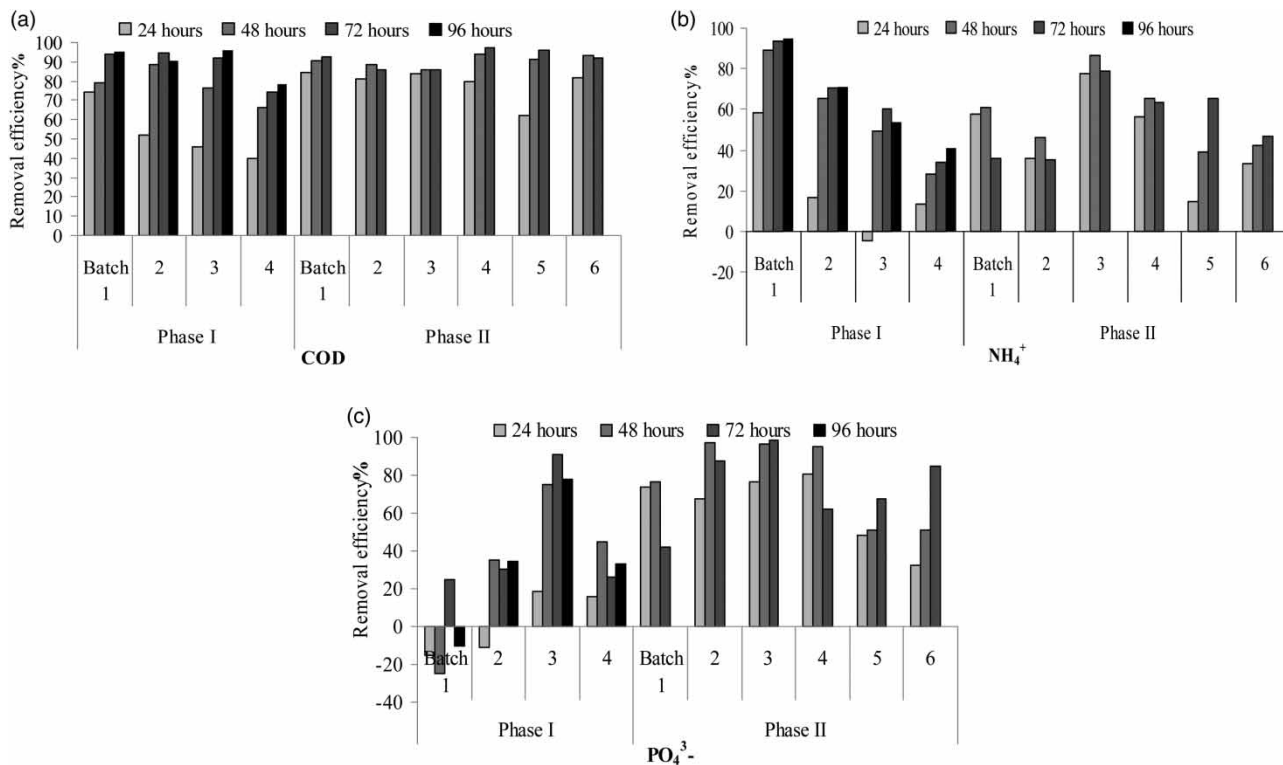 (a)
24 hours 48 hours 72 hours 96 hours
Removal efficiency%
100
90
80
70
60
50
40
30
20
10
0
Batch 1 2 3 4 Batch 1 2 3 4 5 6
Phase I Phase II
COD
(b)
24 hours 48 hours 72 hours 96 hours
Removal efficiency%
100
80
60
40
20
0
-20
Batch 1 2 3 4 Batch 1 2 3 4 5 6
Phase I Phase II
NH₄⁺
(c)
24 hours 48 hours 72 hours 96 hours
Removal efficiency%
100
80
60
40
20
0
-20
-40
Batch 1 2 3 4 Batch 1 2 3 4 5 6
Phase I Phase II
PO₄³-